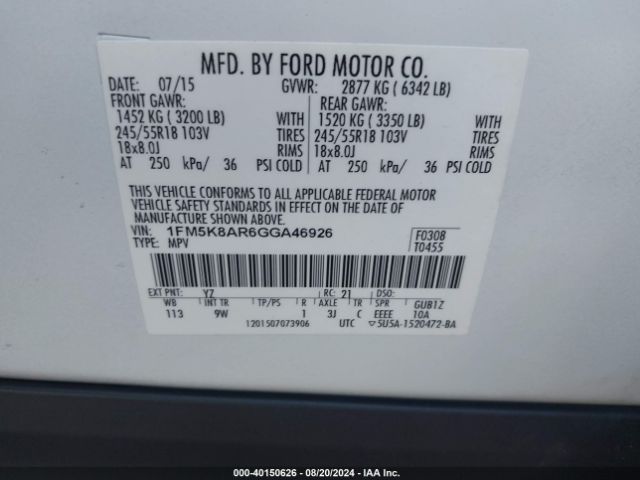 MFD. BY FORD MOTOR CO.
DATE: 07/15 GVWR: 2877 KG ( 6342 LB)
FRONT GAWR: REAR GAWR:
1452 KG ( 3200 LB) WITH 1520 KG ( 3350 LB) WITH
245/55R18 103V TIRES 245/55R18 103V TIRES
18x8.0J RIMS 18x8.0J RIMS
AT 250 kPa/ 36 PSI COLD AT 250 kPa/ 36 PSI COLD
THIS VEHICLE CONFORMS TO ALL APPLICABLE FEDERAL MOTOR
VEHICLE SAFETY STANDARDS IN EFFECT ON THE DATE OF
MANUFACTURE SHOWN ABOVE.
VIN: 1FM5K8AR6GGA46926 F0308
TYPE: MPV T0455
EXT PNT: YZ RC: 21 DSO:
WB INT TR TP/PS R AXLE TR SPR GUB1Z
113 9W 1 3J C EEEE 10A
1201507073906 UTC 5U5A-1520472-BA
000-40150626 - 08/20/2024 - IAA Inc.